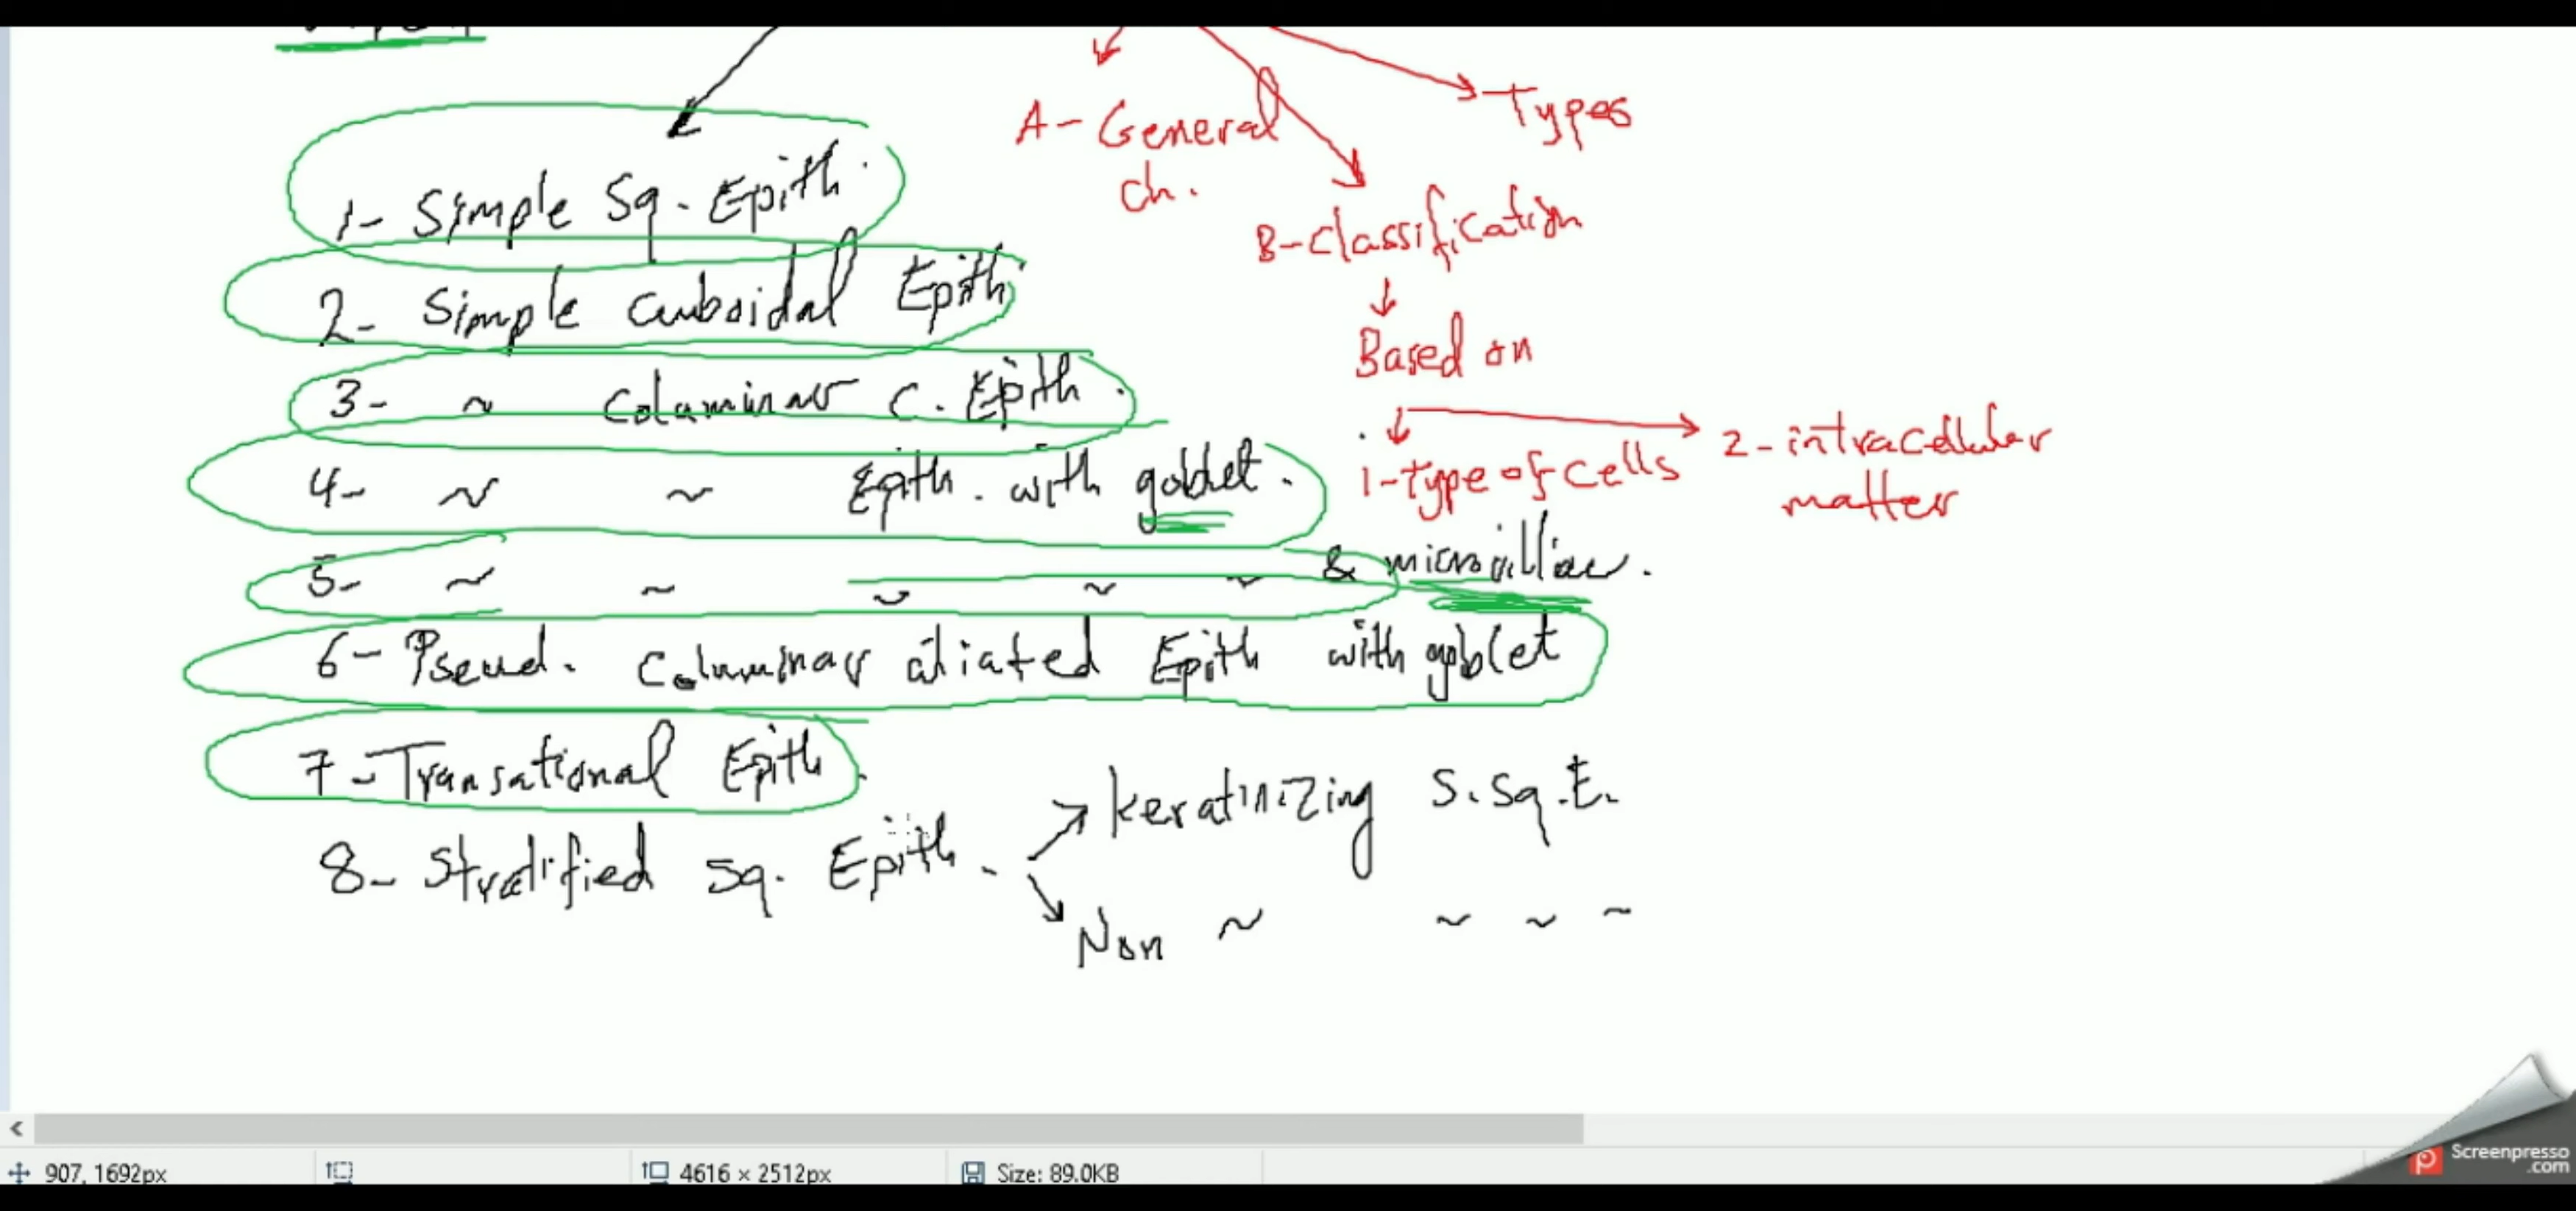 1- Simple Sq. Epith.
2- Simple cuboidal Epith
3- ~ Columinar C. Epith.
4- ~ ~ Epith. with goblet.
5- ~ ~ ~ ~ ~ & microvillae.
6- Pseud. Columinar ciliated Epith with goblet
7- Transational Epith.
8- Stratified Sq. Epith.
Keratinizing S. Sq. E.
Non ~ ~ ~ ~
A- General
ch.
Types
B- Classification
Based on
1- type of cells
2- intracellular
matter
907, 1692px
4616 × 2512px
Size: 89.0KB
Screenpresso
.com